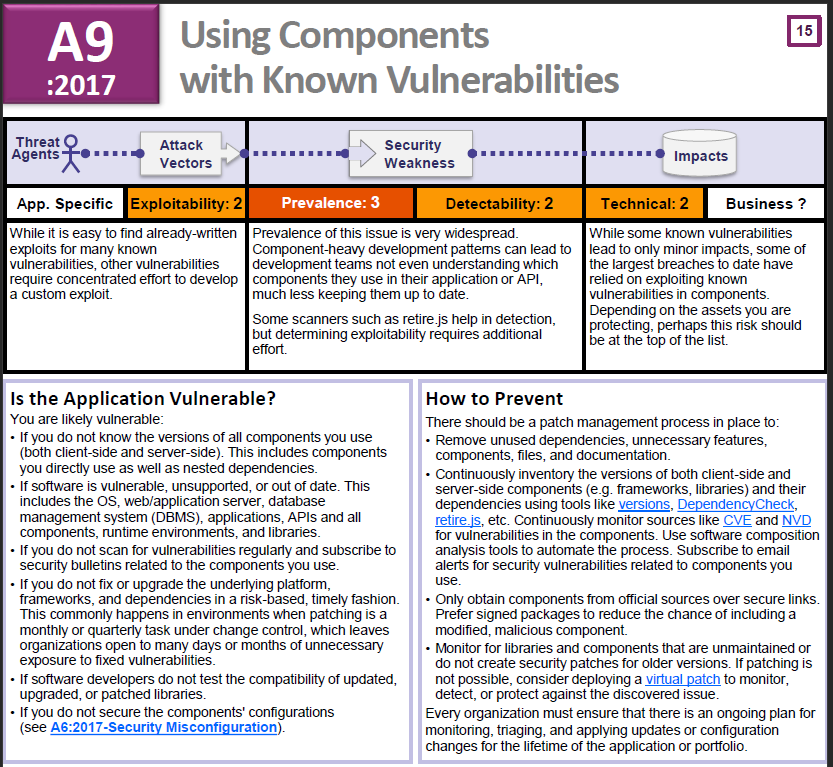 A9
:2017
Using Components
with Known Vulnerabilities
15
Threat
Agents
Attack
Vectors
Security
Weakness
Impacts
App. Specific
Exploitability: 2
Prevalence: 3
Detectability: 2
Technical: 2
Business ?
While it is easy to find already-written
exploits for many known
vulnerabilities, other vulnerabilities
require concentrated effort to develop
a custom exploit.
Prevalence of this issue is very widespread.
Component-heavy development patterns can lead to
development teams not even understanding which
components they use in their application or API,
much less keeping them up to date.
Some scanners such as retire.js help in detection,
but determining exploitability requires additional
effort.
While some known vulnerabilities
lead to only minor impacts, some of
the largest breaches to date have
relied on exploiting known
vulnerabilities in components.
Depending on the assets you are
protecting, perhaps this risk should
be at the top of the list.
Is the Application Vulnerable?
You are likely vulnerable:
• If you do not know the versions of all components you use
(both client-side and server-side). This includes components
you directly use as well as nested dependencies.
• If software is vulnerable, unsupported, or out of date. This
includes the OS, web/application server, database
management system (DBMS), applications, APIs and all
components, runtime environments, and libraries.
• If you do not scan for vulnerabilities regularly and subscribe to
security bulletins related to the components you use.
• If you do not fix or upgrade the underlying platform,
frameworks, and dependencies in a risk-based, timely fashion.
This commonly happens in environments when patching is a
monthly or quarterly task under change control, which leaves
organizations open to many days or months of unnecessary
exposure to fixed vulnerabilities.
• If software developers do not test the compatibility of updated,
upgraded, or patched libraries.
• If you do not secure the components' configurations
(see A6:2017-Security Misconfiguration).
How to Prevent
There should be a patch management process in place to:
• Remove unused dependencies, unnecessary features,
components, files, and documentation.
• Continuously inventory the versions of both client-side and
server-side components (e.g. frameworks, libraries) and their
dependencies using tools like versions, DependencyCheck,
retire.js, etc. Continuously monitor sources like CVE and NVD
for vulnerabilities in the components. Use software composition
analysis tools to automate the process. Subscribe to email
alerts for security vulnerabilities related to components you
use.
• Only obtain components from official sources over secure links.
Prefer signed packages to reduce the chance of including a
modified, malicious component.
• Monitor for libraries and components that are unmaintained or
do not create security patches for older versions. If patching is
not possible, consider deploying a virtual patch to monitor,
detect, or protect against the discovered issue.
Every organization must ensure that there is an ongoing plan for
monitoring, triaging, and applying updates or configuration
changes for the lifetime of the application or portfolio.